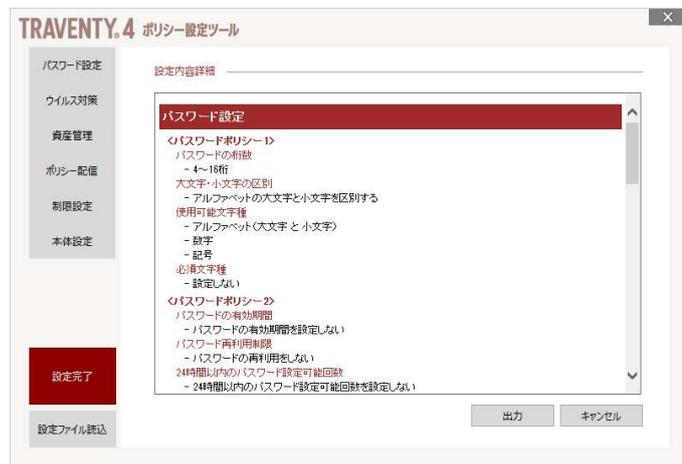 TRAVENTY.4 ポリシー設定ツール
X
パスワード設定
ウイルス対策
資産管理
ポリシー配信
制限設定
本体設定
設定完了
設定ファイル読込
設定内容詳細
パスワード設定
<パスワードポリシー1>
パスワードの桁数
- 4～16桁
大文字・小文字の区別
- アルファベットの大文字と小文字を区別する
使用可能文字種
- アルファベット(大文字 と 小文字)
- 数字
- 記号
必須文字種
- 設定しない
<パスワードポリシー2>
パスワードの有効期間
- パスワードの有効期間を設定しない
パスワード再利用制限
- パスワードの再利用をしない
24時間以内のパスワード設定可能回数
- 24時間以内のパスワード設定可能回数を設定しない
出力
キャンセル